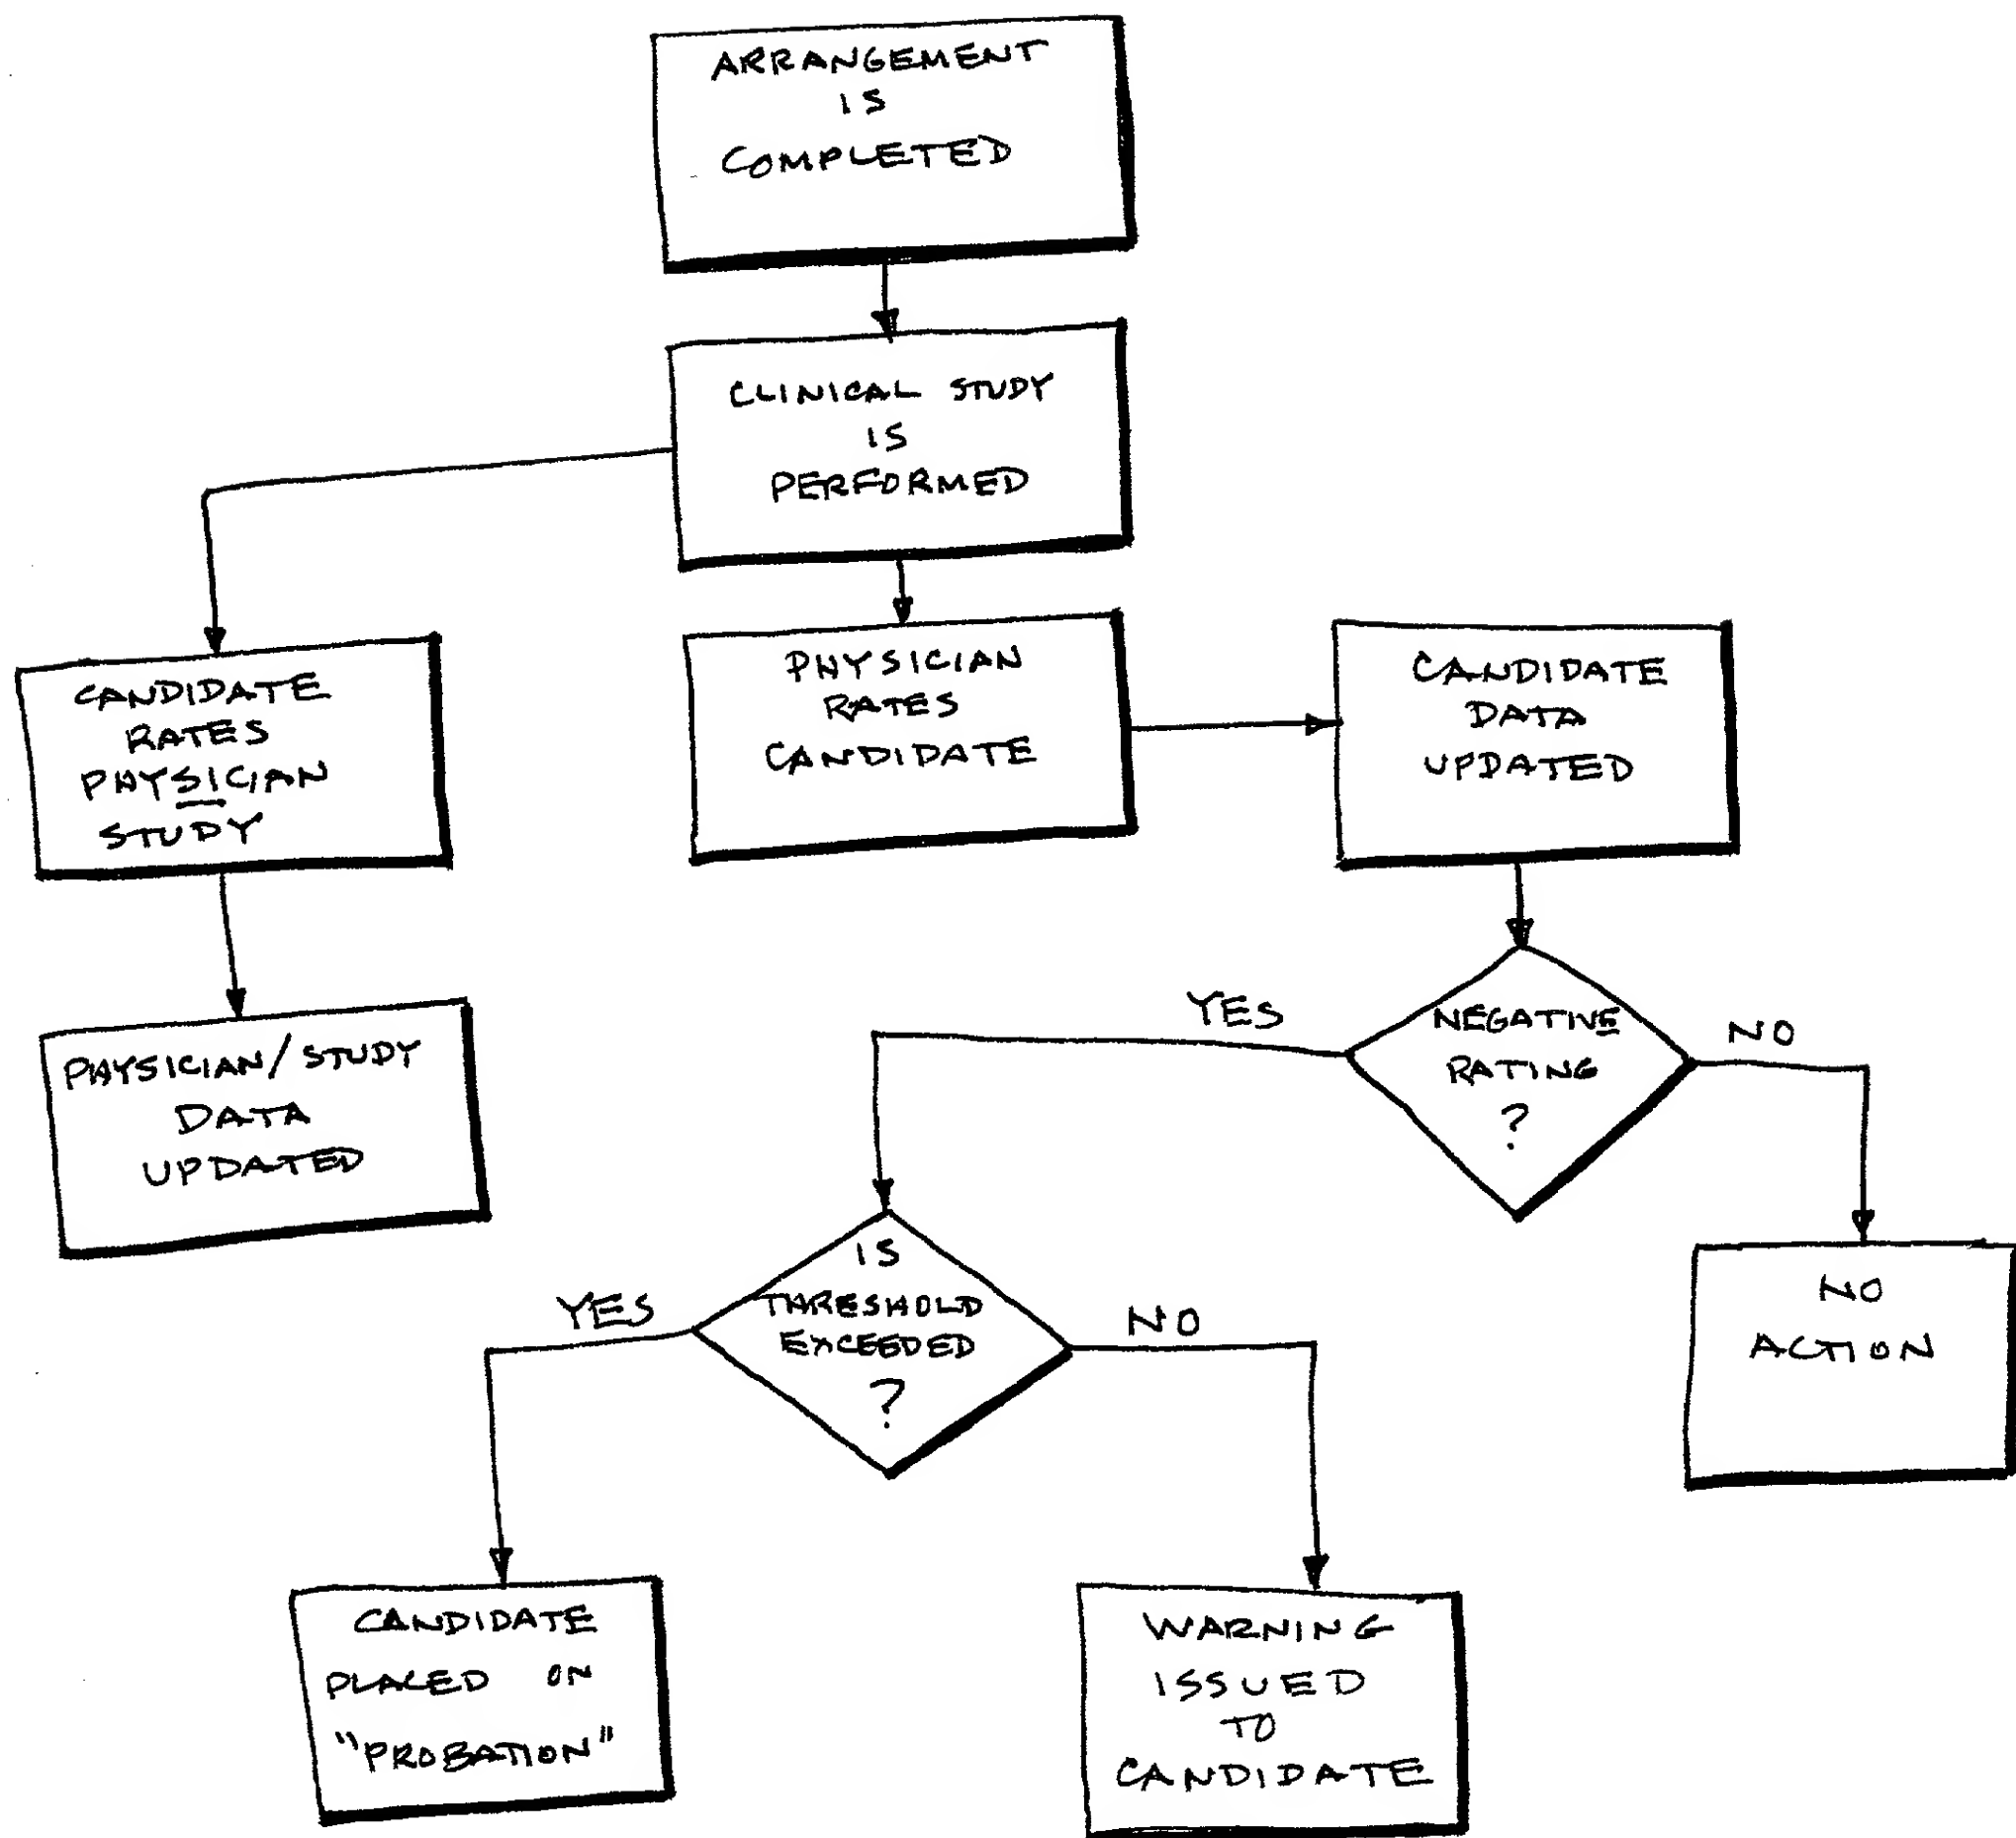 ARRANGEMENT
IS
COMPLETED
CLINICAL STUDY
IS
PERFORMED
CANDIDATE
RATES
PHYSICIAN
STUDY
PHYSICIAN
RATES
CANDIDATE
CANDIDATE
DATA
UPDATED
PHYSICIAN/STUDY
DATA
UPDATED
YES
NEGATIVE
RATING
?
NO
YES
IS
THRESHOLD
EXCEEDED
?
NO
NO
ACTION
CANDIDATE
PLACED ON
"PROBATION"
WARNING
ISSUED
TO
CANDIDATE